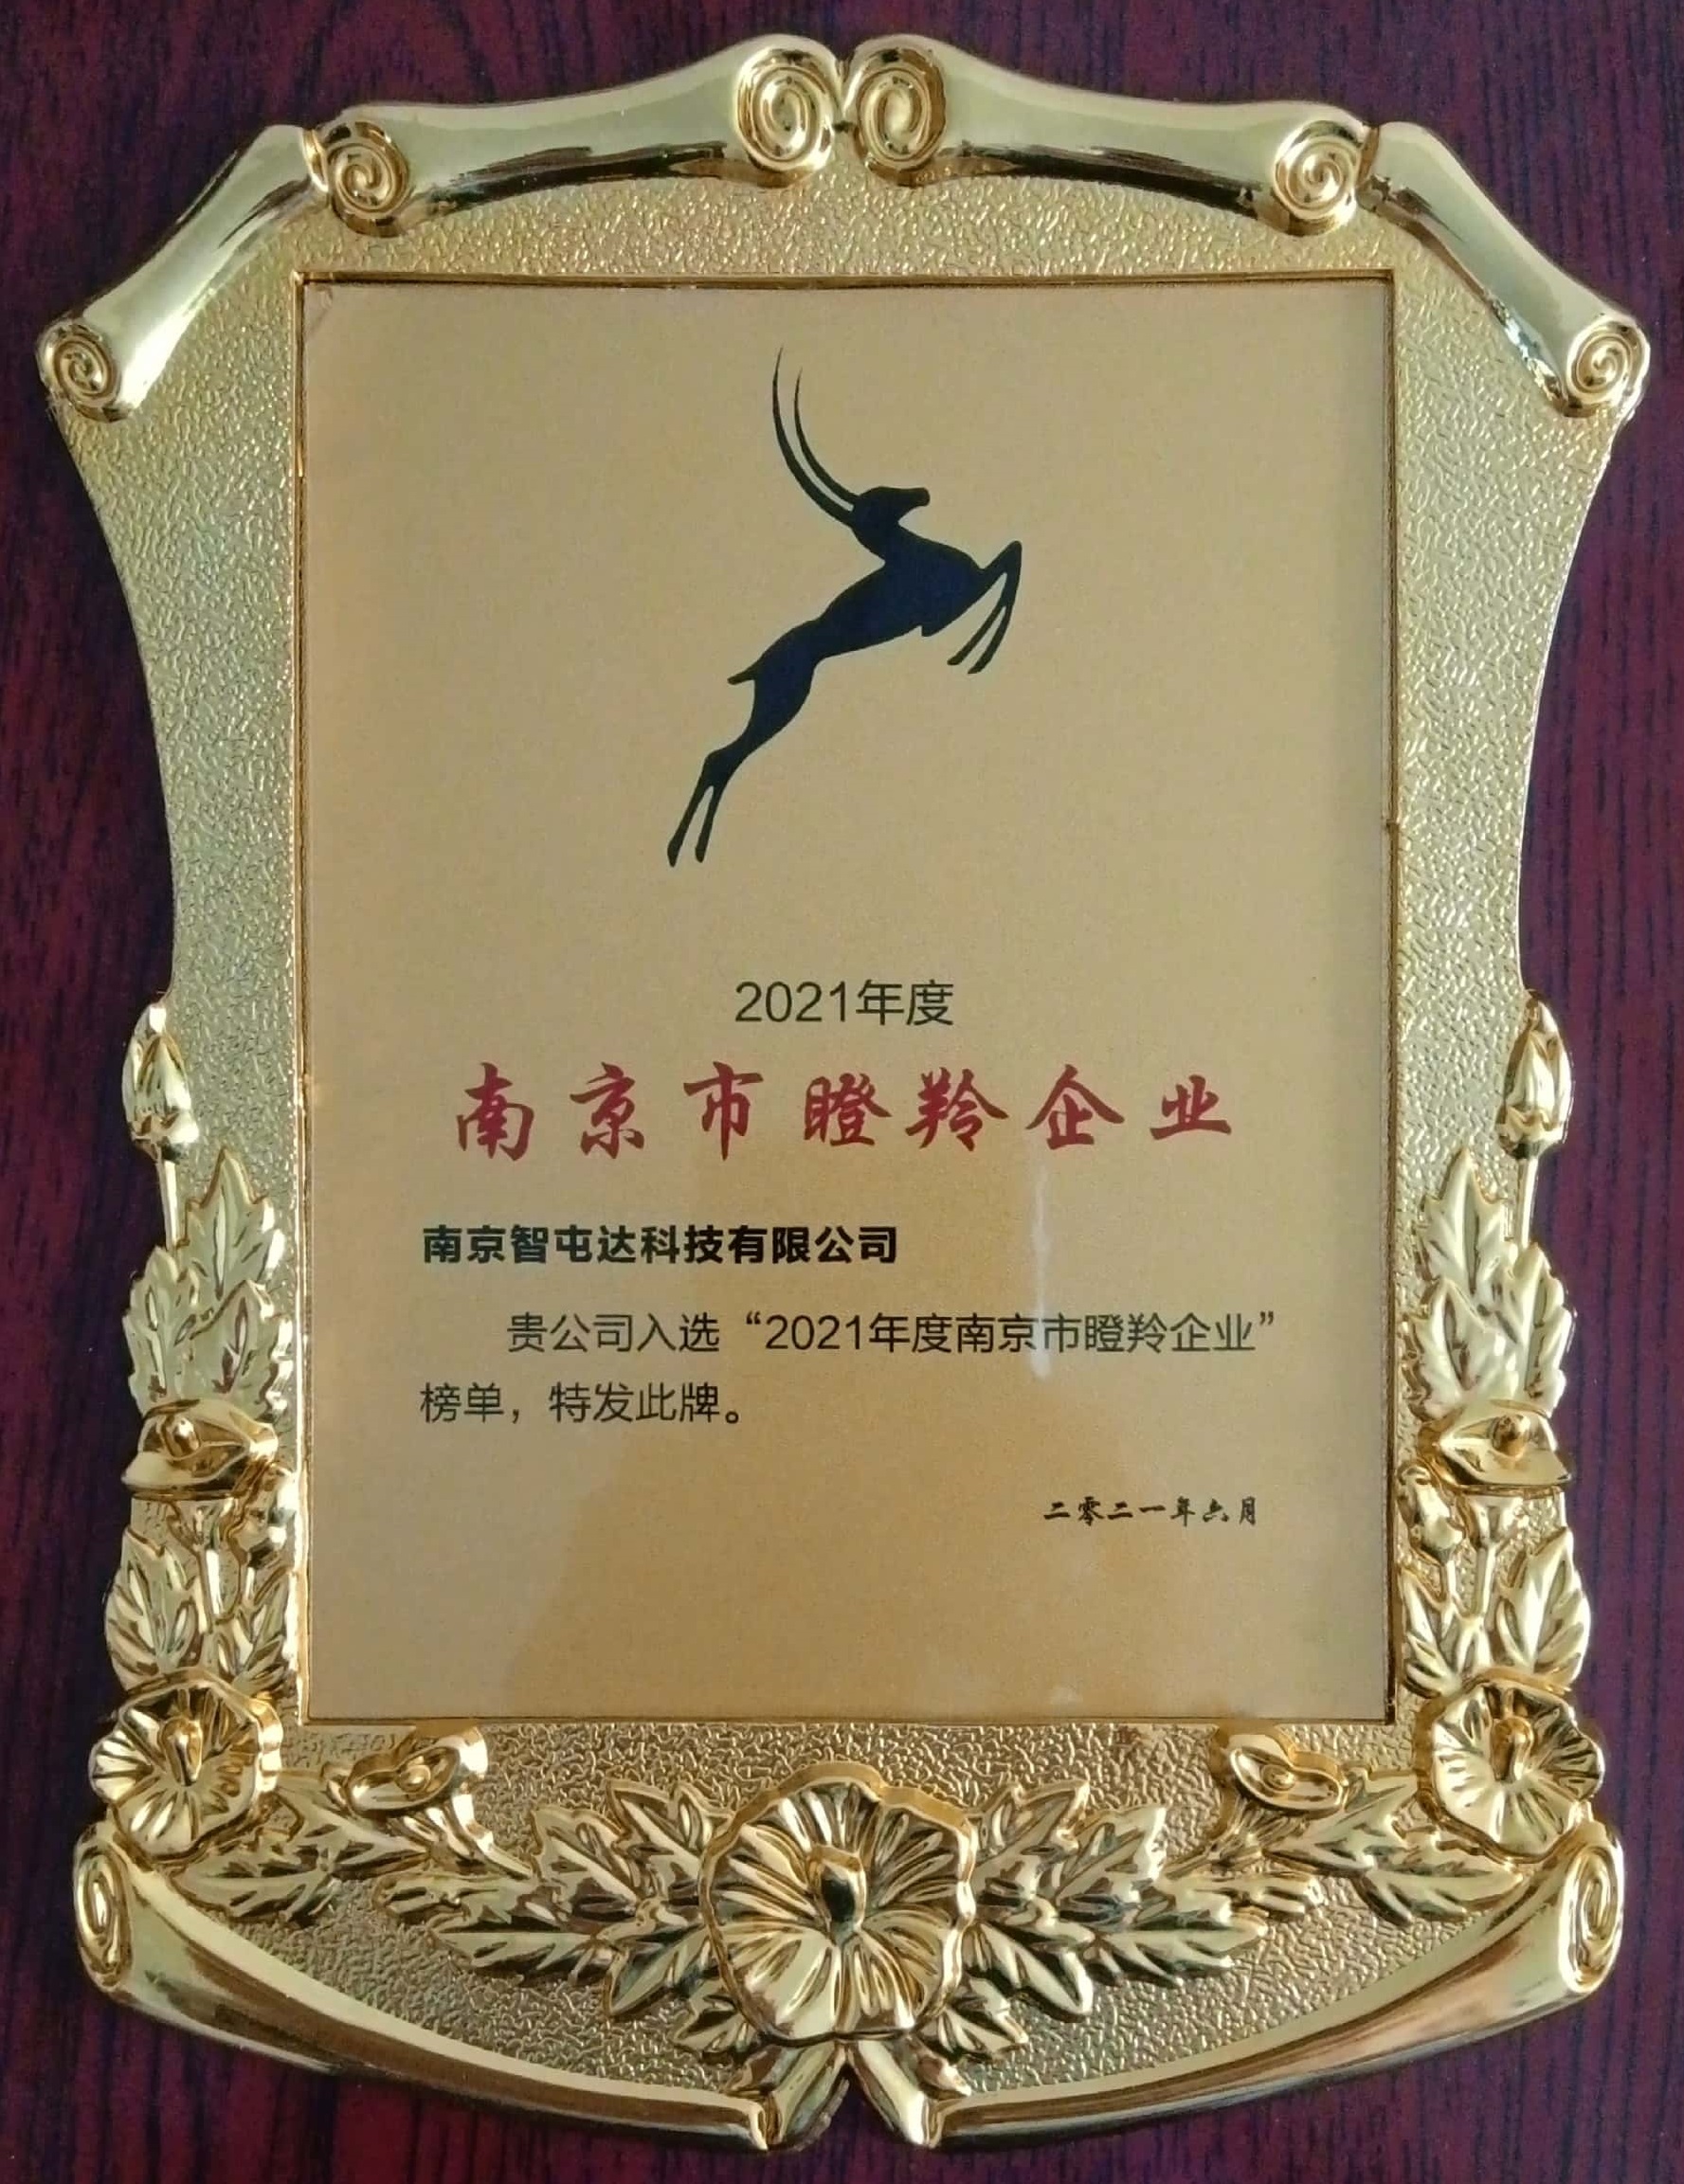 2021年度
南京市瞪羚企业
南京智屯达科技有限公司
贵公司入选“2021年度南京市瞪羚企业”
榜单，特发此牌。
二零二一年六月